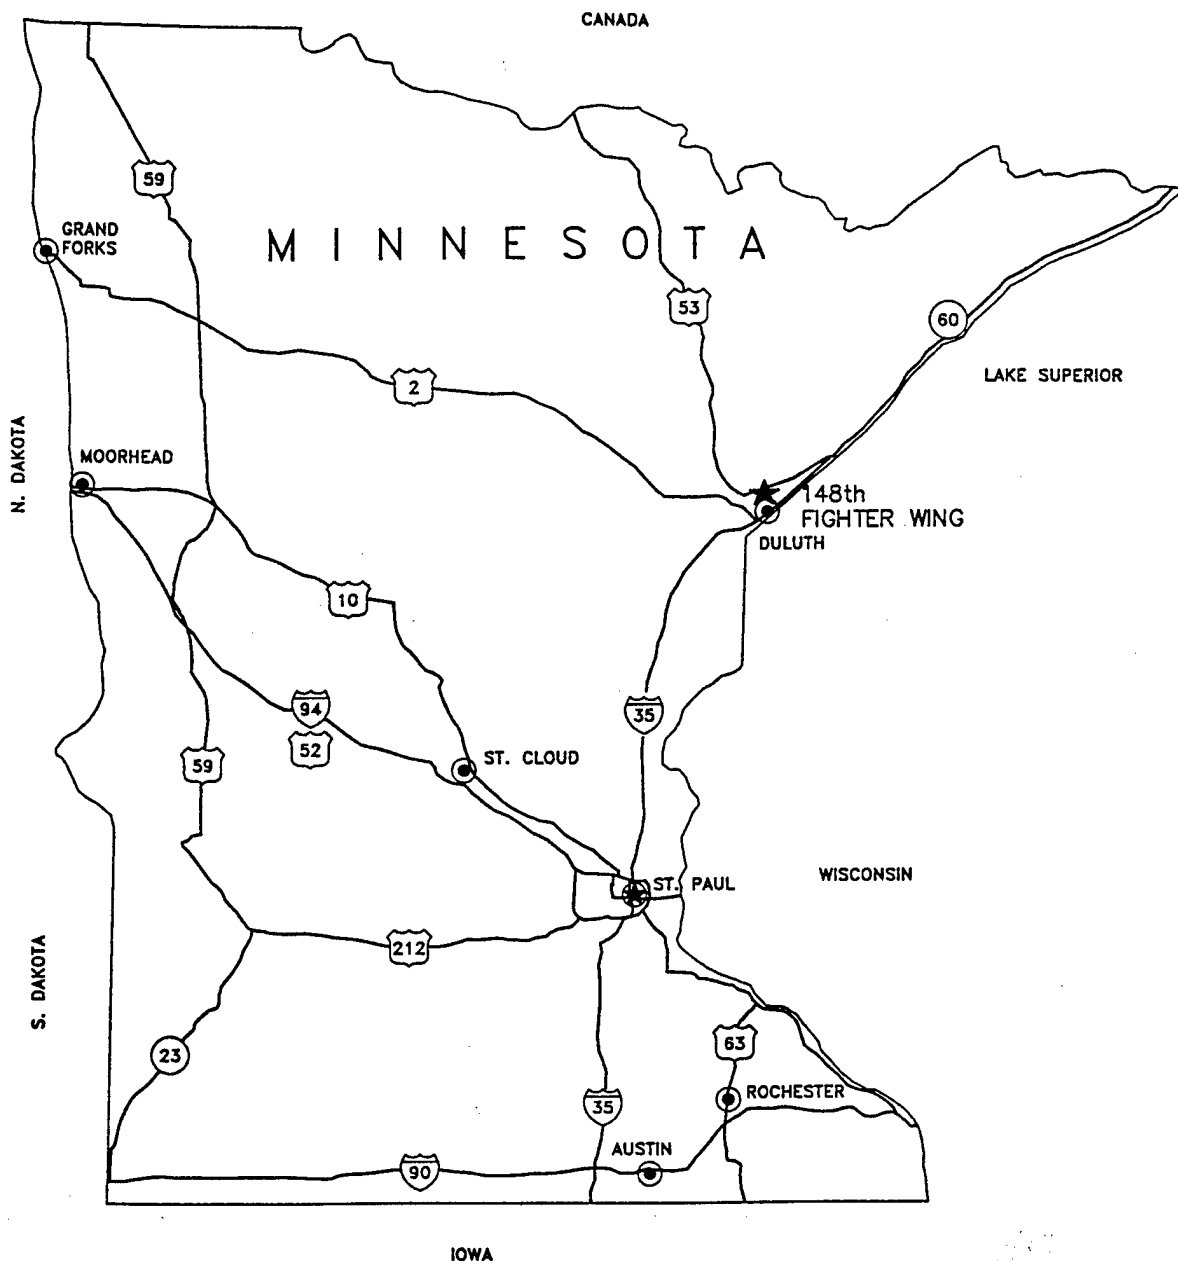 CANADA
59
GRAND
FORKS
MINNESOTA
53
60
2
LAKE SUPERIOR
N. DAKOTA
MOORHEAD
148th
FIGHTER WING
DULUTH
10
94
35
52
59
ST. CLOUD
ST. PAUL
WISCONSIN
212
S. DAKOTA
23
63
35
ROCHESTER
AUSTIN
90
IOWA